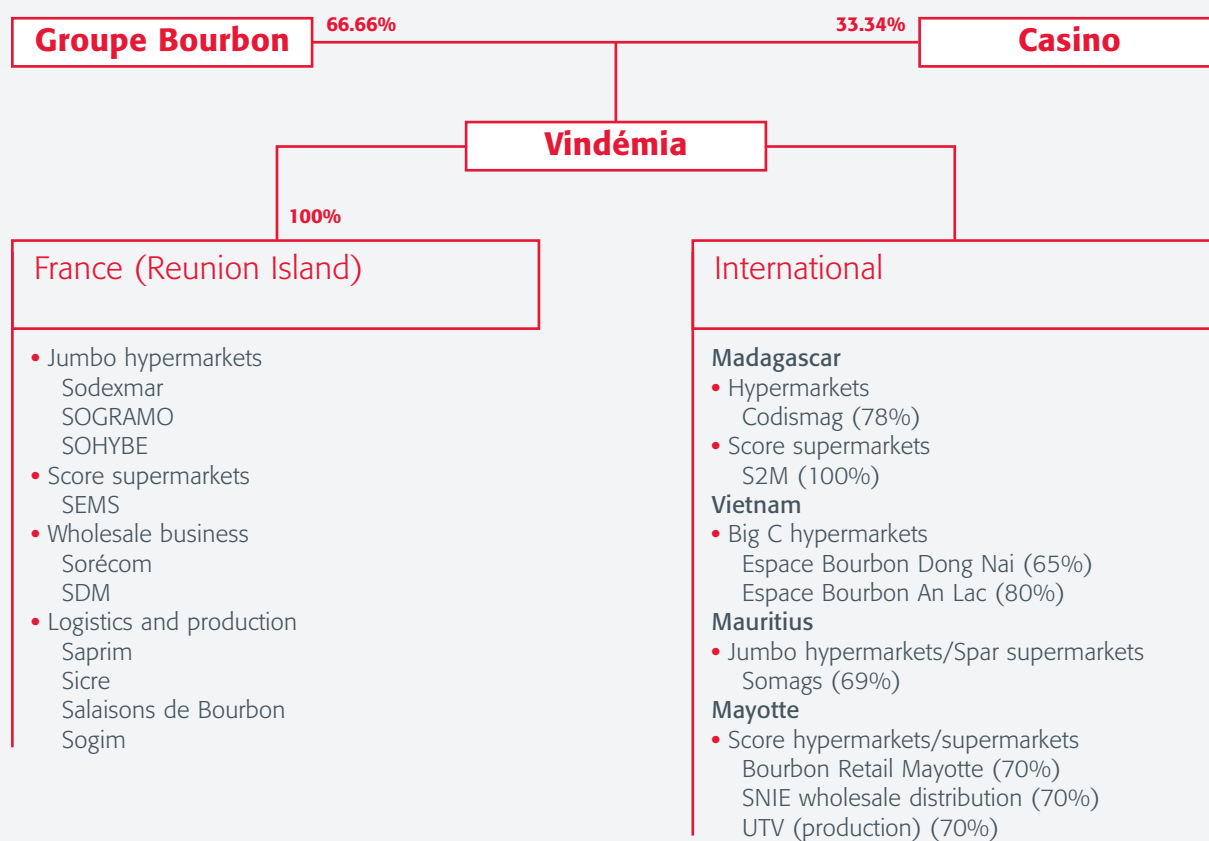 Groupe Bourbon
66.66%
33.34%
Casino
Vindémia
100%
France (Reunion Island)
• Jumbo hypermarkets
Sodexmar
SOGRAMO
SOHYBE
• Score supermarkets
SEMS
• Wholesale business
Sorécom
SDM
• Logistics and production
Saprim
Sicre
Salaisons de Bourbon
Sogim
International
Madagascar
• Hypermarkets
Codismag (78%)
• Score supermarkets
S2M (100%)
Vietnam
• Big C hypermarkets
Espace Bourbon Dong Nai (65%)
Espace Bourbon An Lac (80%)
Mauritius
• Jumbo hypermarkets/Spar supermarkets
Somags (69%)
Mayotte
• Score hypermarkets/supermarkets
Bourbon Retail Mayotte (70%)
SNIE wholesale distribution (70%)
UTV (production) (70%)